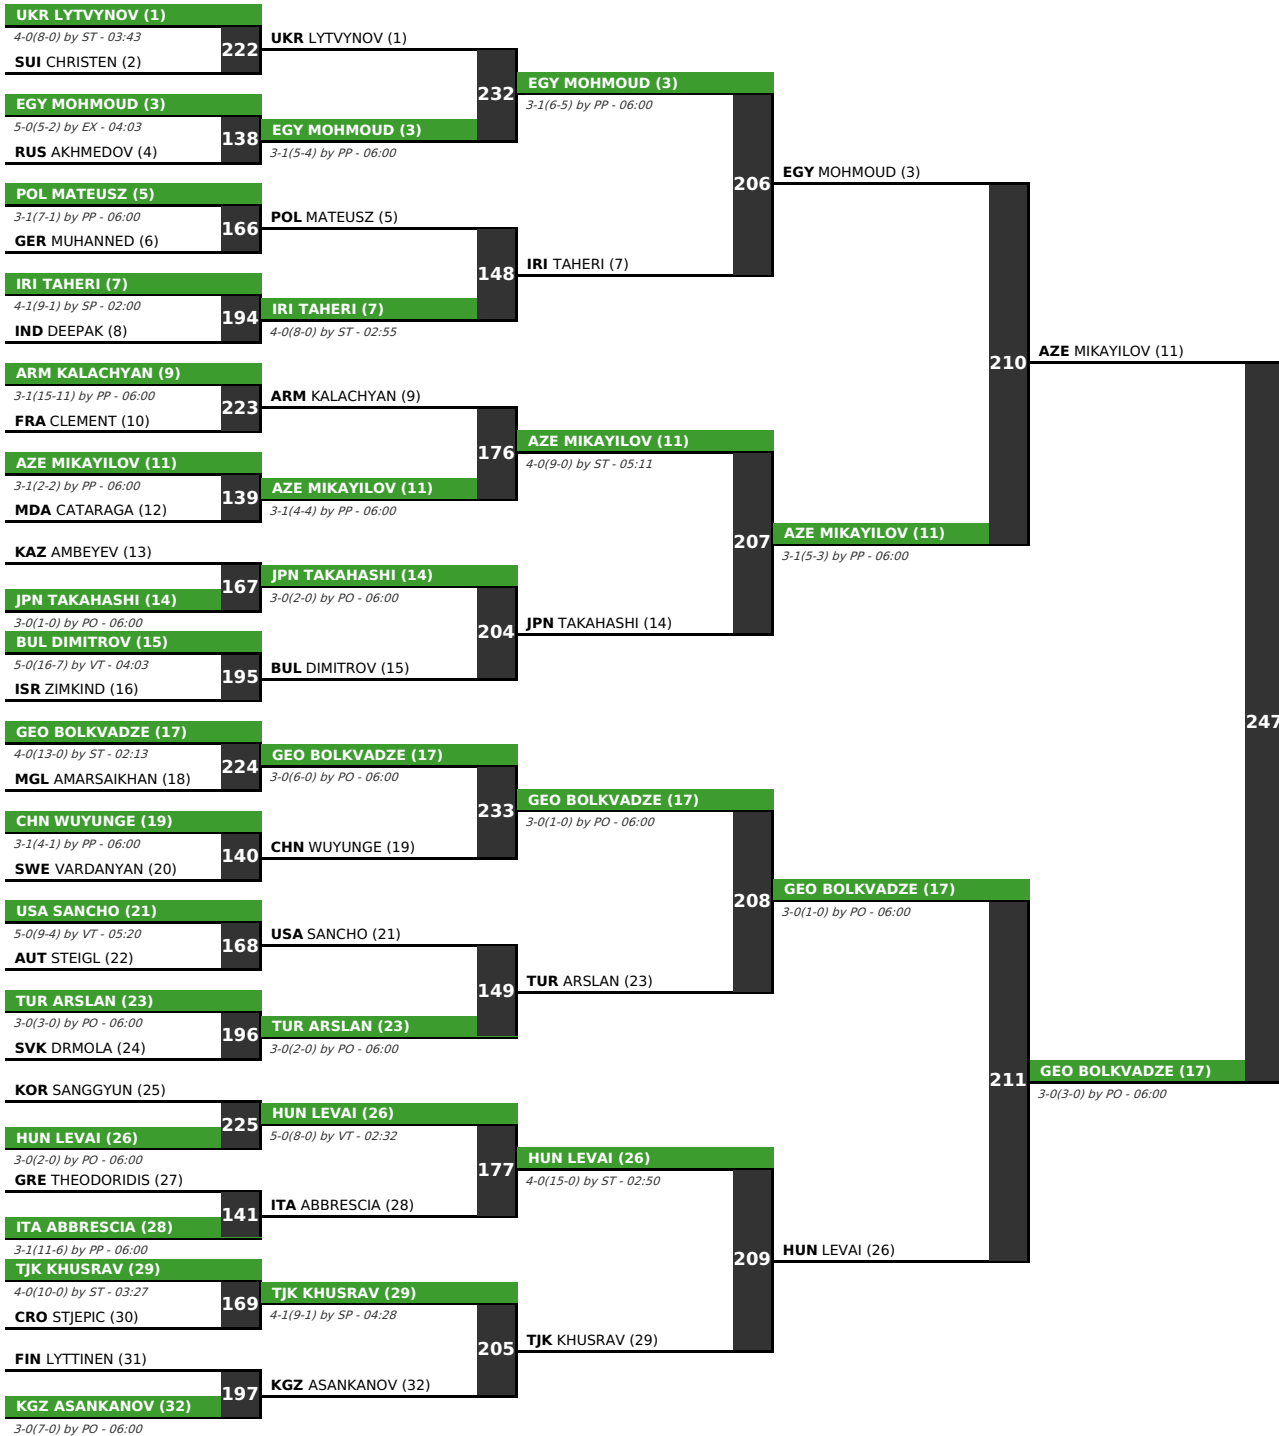 UKR LYTVYNOV (1)
4-0(8-0) by ST - 03:43
SUI CHRISTEN (2)
222
EGY MOHMOUD (3)
5-0(5-2) by EX - 04:03
RUS AKHMEDOV (4)
138
POL MATEUSZ (5)
3-1(7-1) by PP - 06:00
GER MUHANNED (6)
166
IRI TAHERI (7)
4-1(9-1) by SP - 02:00
IND DEEPAK (8)
194
ARM KALACHYAN (9)
3-1(15-11) by PP - 06:00
FRA CLEMENT (10)
223
AZE MIKAYILOV (11)
3-1(2-2) by PP - 06:00
MDA CATARAGA (12)
139
KAZ AMBEYEV (13)
167
JPN TAKAHASHI (14)
3-0(1-0) by PO - 06:00
BUL DIMITROV (15)
5-0(16-7) by VT - 04:03
ISR ZIMKIND (16)
195
GEO BOLKVADZE (17)
4-0(13-0) by ST - 02:13
MGL AMARSAIKHAN (18)
224
CHN WUYUNGE (19)
3-1(4-1) by PP - 06:00
SWE VARDANYAN (20)
140
USA SANCHO (21)
5-0(9-4) by VT - 05:20
AUT STEIGL (22)
168
TUR ARSLAN (23)
3-0(3-0) by PO - 06:00
SVK DRMOLA (24)
196
KOR SANGGYUN (25)
225
HUN LEVAI (26)
3-0(2-0) by PO - 06:00
GRE THEODORIDIS (27)
141
ITA ABBRESCIA (28)
3-1(11-6) by PP - 06:00
TJK KHUSRAV (29)
4-0(10-0) by ST - 03:27
CRO STJEPIC (30)
169
FIN LYTTINEN (31)
197
KGZ ASANKANOV (32)
3-0(7-0) by PO - 06:00
UKR LYTVYNOV (1)
232
EGY MOHMOUD (3)
3-1(5-4) by PP - 06:00
POL MATEUSZ (5)
148
IRI TAHERI (7)
4-0(8-0) by ST - 02:55
ARM KALACHYAN (9)
176
AZE MIKAYILOV (11)
3-1(4-4) by PP - 06:00
JPN TAKAHASHI (14)
3-0(2-0) by PO - 06:00
204
BUL DIMITROV (15)
GEO BOLKVADZE (17)
3-0(6-0) by PO - 06:00
233
CHN WUYUNGE (19)
USA SANCHO (21)
149
TUR ARSLAN (23)
3-0(2-0) by PO - 06:00
HUN LEVAI (26)
5-0(8-0) by VT - 02:32
177
ITA ABBRESCIA (28)
TJK KHUSRAV (29)
4-1(9-1) by SP - 04:28
205
KGZ ASANKANOV (32)
EGY MOHMOUD (3)
3-1(6-5) by PP - 06:00
206
IRI TAHERI (7)
AZE MIKAYILOV (11)
4-0(9-0) by ST - 05:11
207
JPN TAKAHASHI (14)
GEO BOLKVADZE (17)
3-0(1-0) by PO - 06:00
208
TUR ARSLAN (23)
HUN LEVAI (26)
4-0(15-0) by ST - 02:50
209
TJK KHUSRAV (29)
EGY MOHMOUD (3)
210
AZE MIKAYILOV (11)
3-1(5-3) by PP - 06:00
GEO BOLKVADZE (17)
3-0(1-0) by PO - 06:00
211
HUN LEVAI (26)
AZE MIKAYILOV (11)
247
GEO BOLKVADZE (17)
3-0(3-0) by PO - 06:00